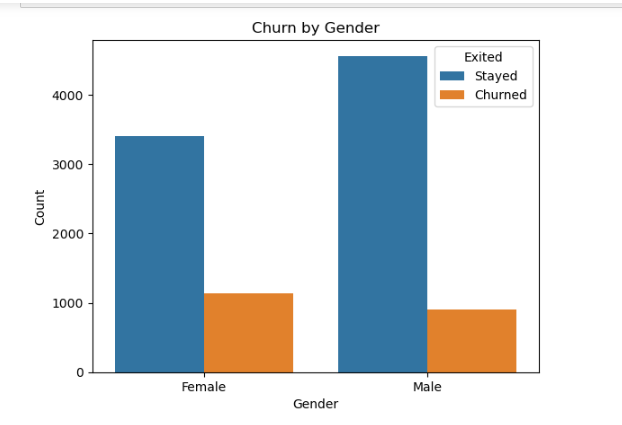 Churn by Gender
Exited
Stayed
Churned
4000
3000
2000
1000
0
Count
Female
Male
Gender